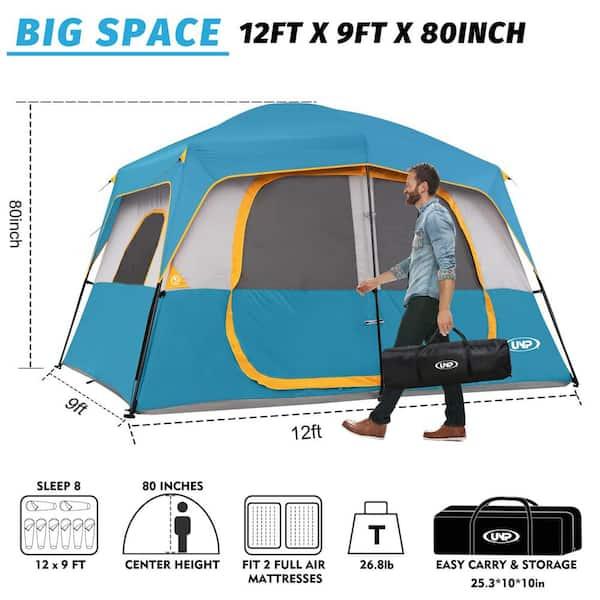 BIG SPACE 12FT X 9FT X 80INCH
80inch
9ft
12ft
UNP
UNP
SLEEP 8
12 x 9 FT
80 INCHES
CENTER HEIGHT
FIT 2 FULL AIR
MATTRESSES
T
26.8lb
UNP
EASY CARRY & STORAGE
25.3*10*10in